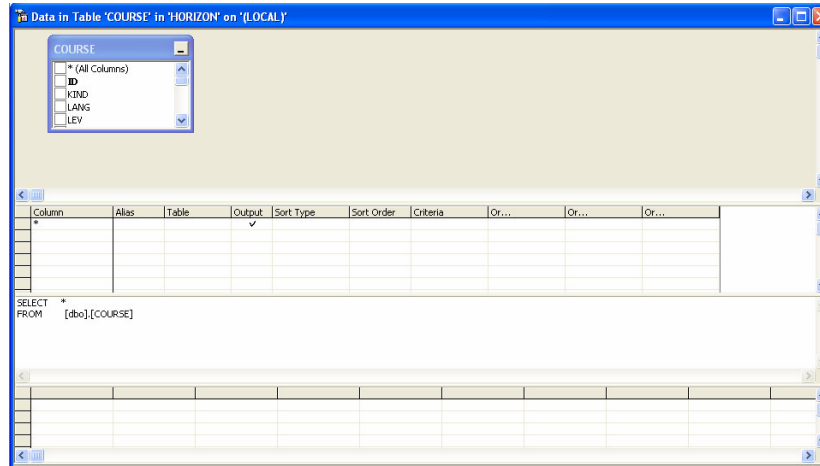 Data in Table 'COURSE' in 'HORIZON' on '(LOCAL)'
COURSE
* (All Columns)
ID
KIND
LANG
LEV
Column Alias Table Output Sort Type Sort Order Criteria Or... Or... Or...
*
SELECT *
FROM [dbo].[COURSE]